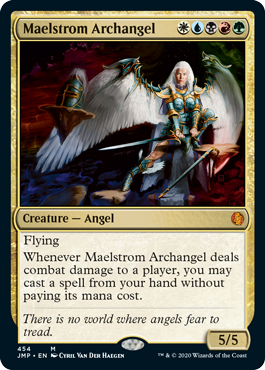 Maelstrom Archangel
Creature — Angel
Flying
Whenever Maelstrom Archangel deals
combat damage to a player, you may
cast a spell from your hand without
paying its mana cost.
There is no world where angels fear to
tread.
5/5
454 M
JMP • EN Cyril Van Der Haegen
™ & © 2020 Wizards of the Coast